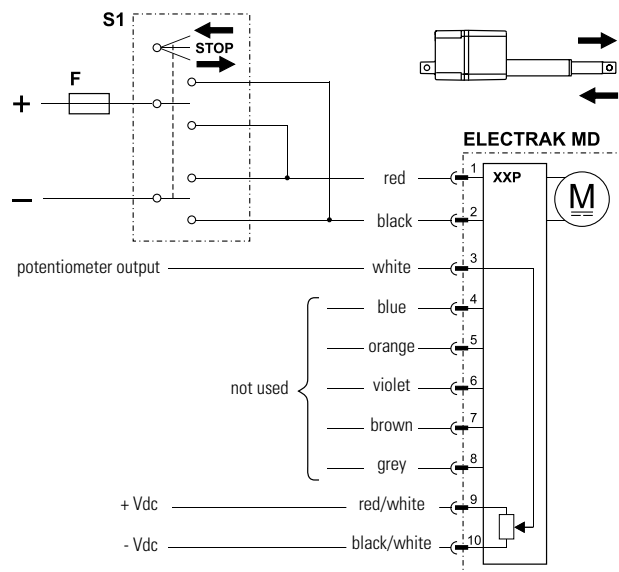 S1
STOP
F
+
–
ELECTRAK MD
XXP
M
red 1
black 2
potentiometer output white 3
not used
blue 4
orange 5
violet 6
brown 7
grey 8
+ Vdc red/white 9
- Vdc black/white 10